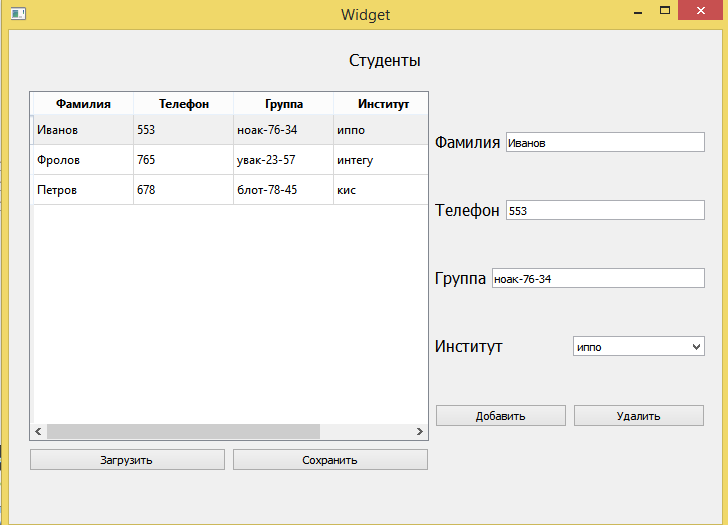 Widget
Студенты
Фамилия Телефон Группа Институт
Иванов 553 ноак-76-34 иппо
Фролов 765 увак-23-57 интегу
Петров 678 блот-78-45 кис
Фамилия Иванов
Телефон 553
Группа ноак-76-34
Институт иппо
Добавить Удалить
Загрузить Сохранить